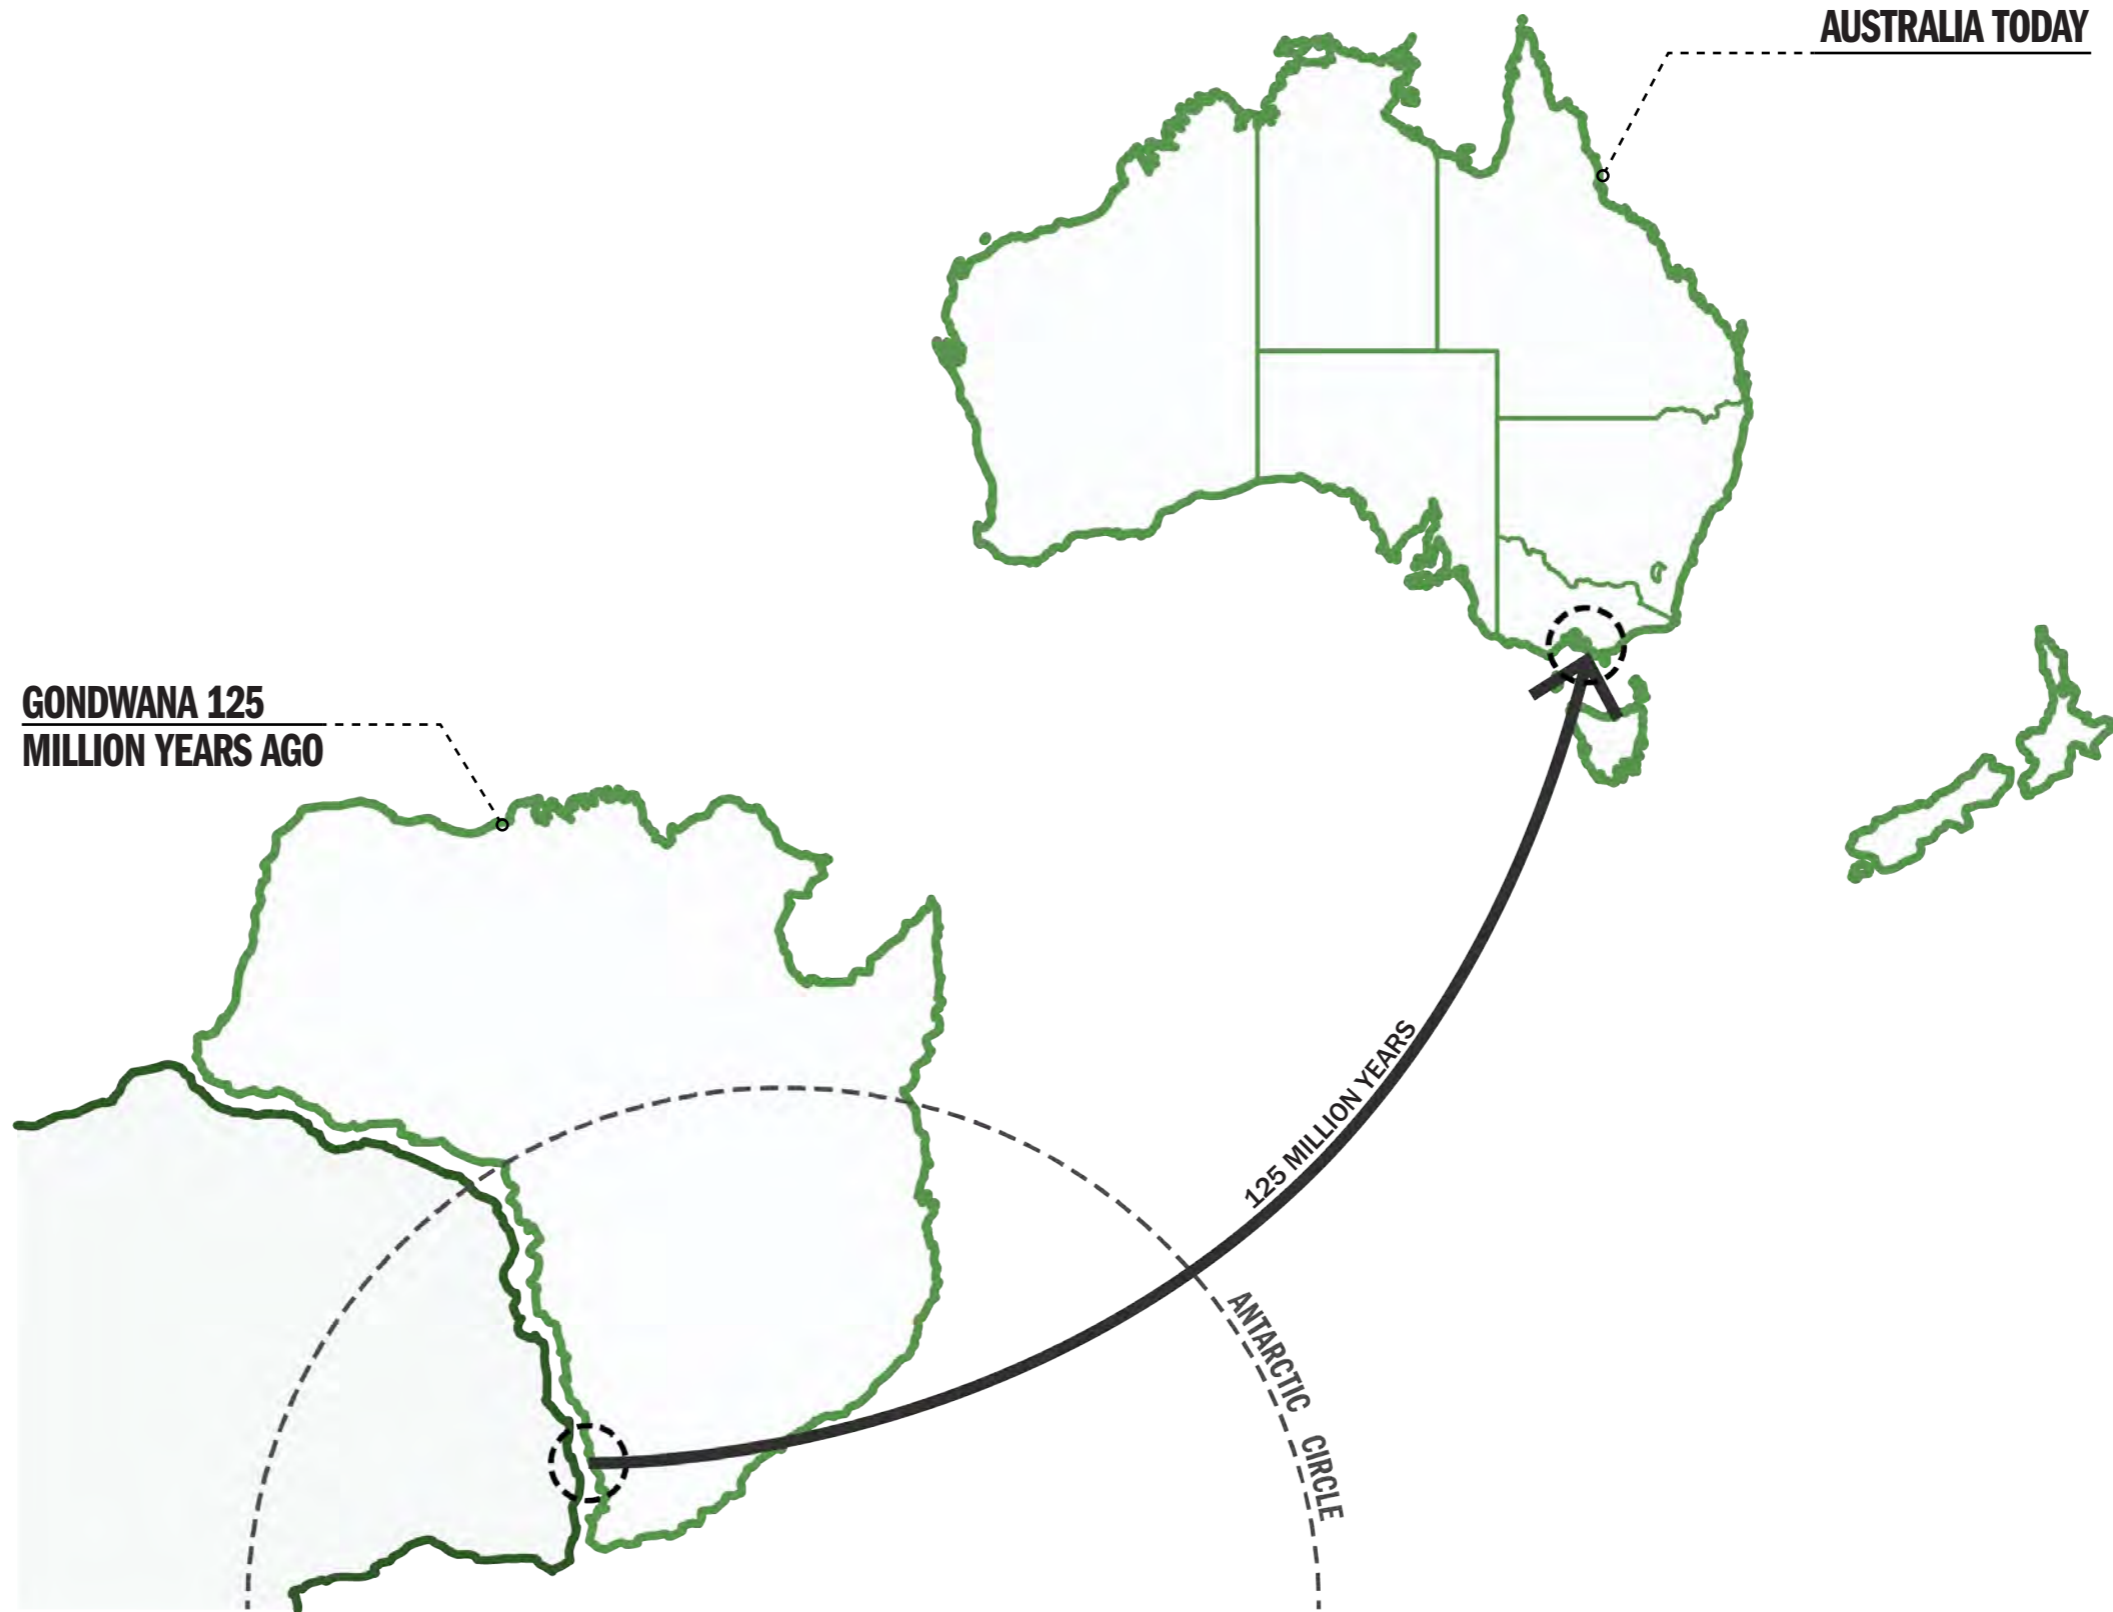 AUSTRALIA TODAY
GONDWANA 125
MILLION YEARS AGO
125 MILLION YEARS
ANTARCTIC CIRCLE